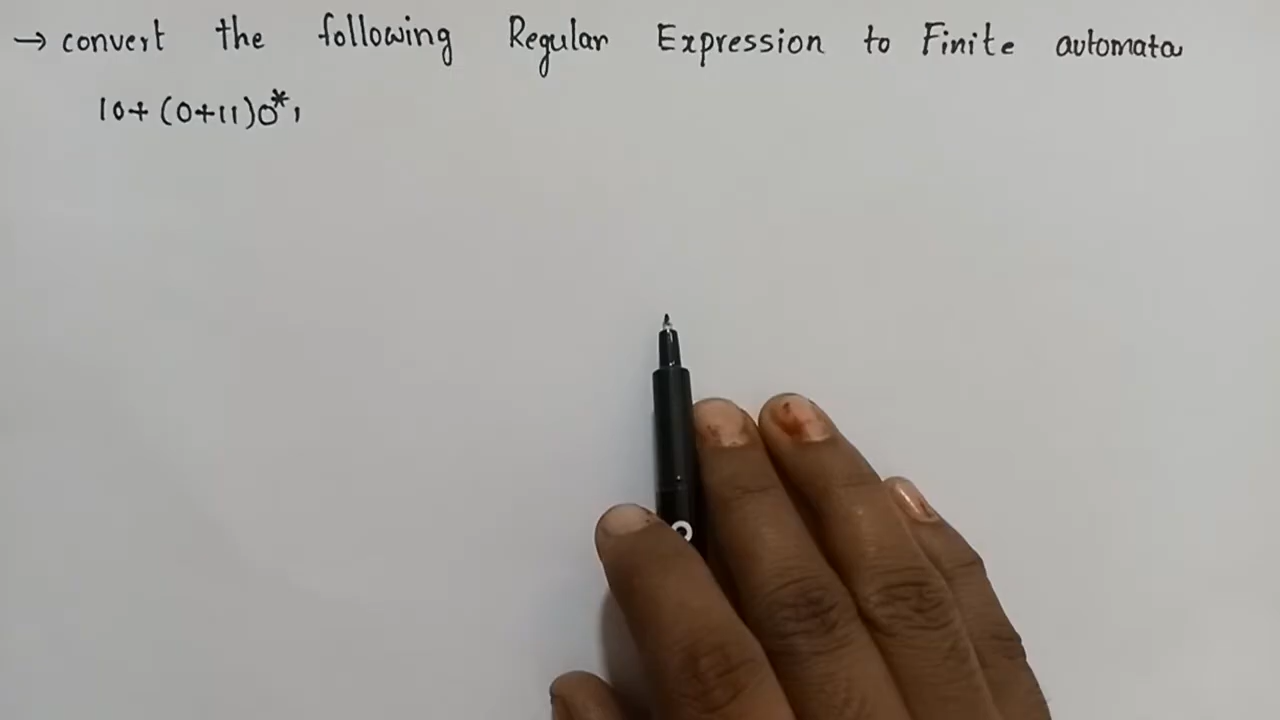 → convert the following Regular Expression to Finite automata
10+(0+11)0*1